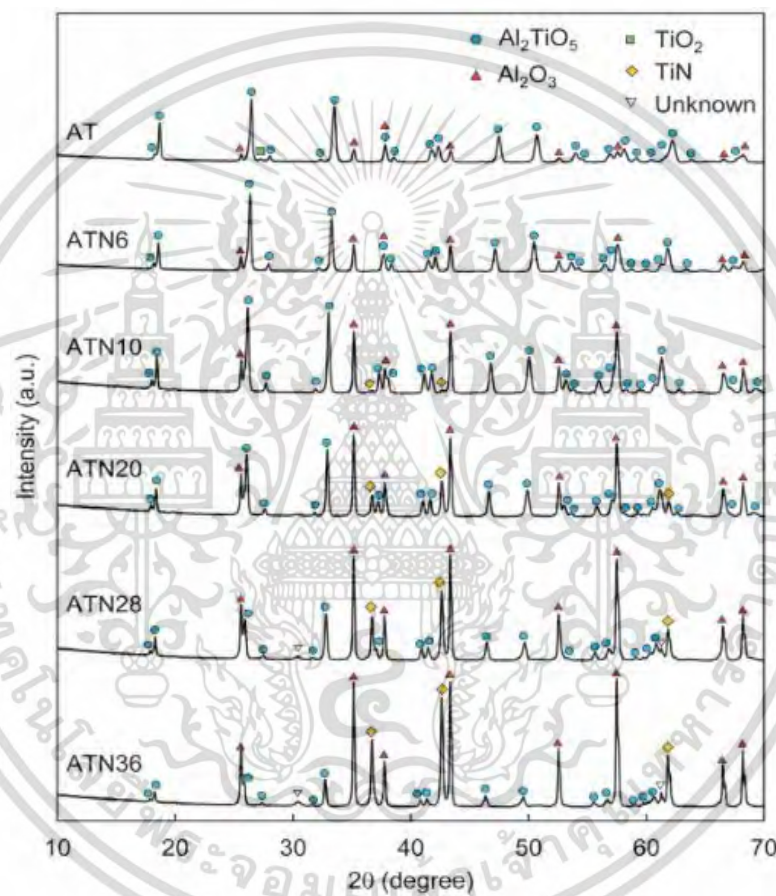 Al₂TiO₅ TiO₂
Al₂O₃ TiN
Unknown
AT
ATN6
ATN10
ATN20
ATN28
ATN36
Intensity (a.u.)
10 20 30 40 50 60 70
2θ (degree)